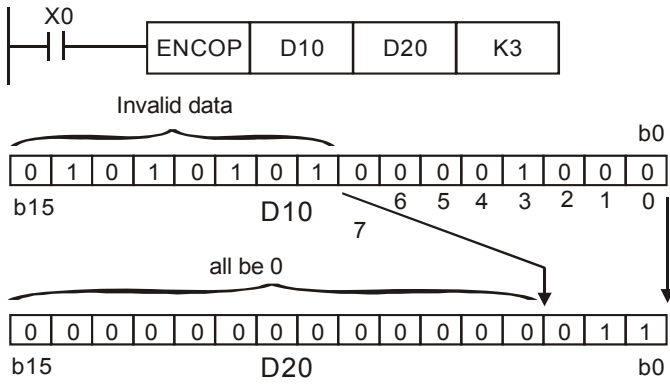 X0
ENCOP D10 D20 K3
Invalid data
b0
0 1 0 1 0 1 0 1 0 0 0 0 1 0 0 0
b15 D10 7 6 5 4 3 2 1 0
all be 0
0 0 0 0 0 0 0 0 0 0 0 0 0 0 1 1
b15 D20 b0